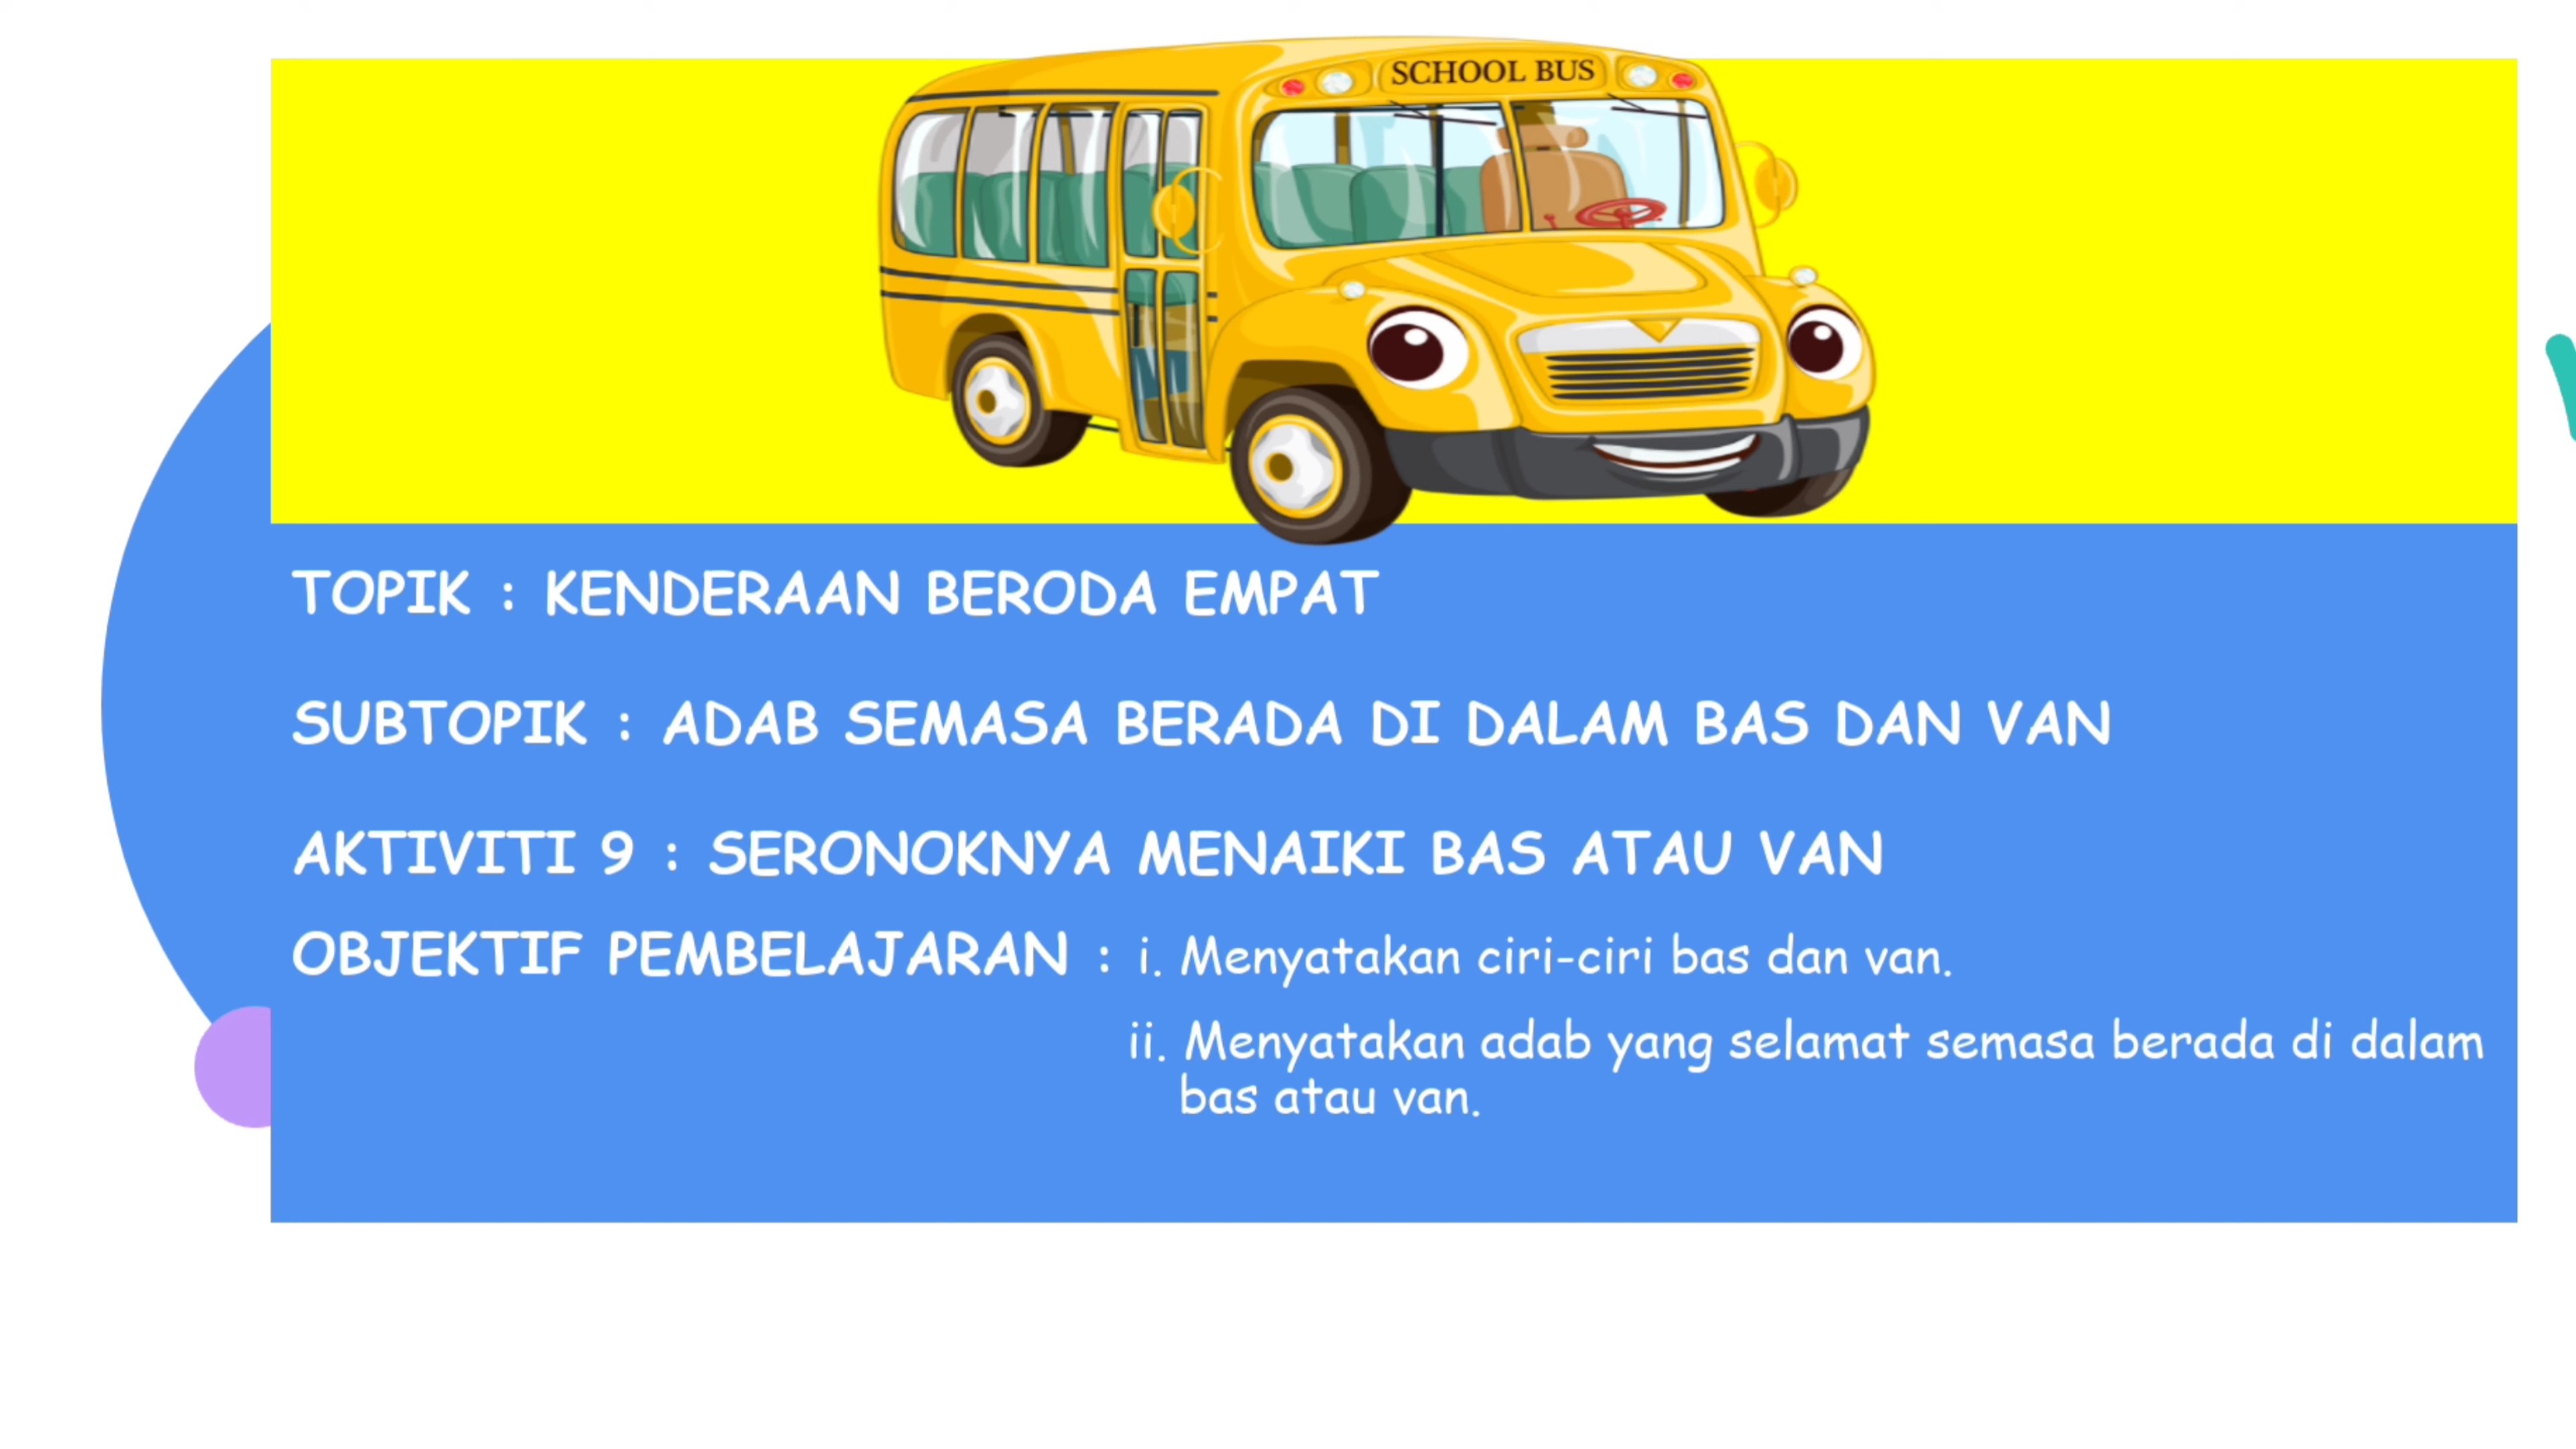 SCHOOL BUS
TOPIK : KENDERAAN BERODA EMPAT
SUBTOPIK : ADAB SEMASA BERADA DI DALAM BAS DAN VAN
AKTIVITI 9 : SERONOKNYA MENAIKI BAS ATAU VAN
OBJEKTIF PEMBELAJARAN : i. Menyatakan ciri-ciri bas dan van.
ii. Menyatakan adab yang selamat semasa berada di dalam
bas atau van.